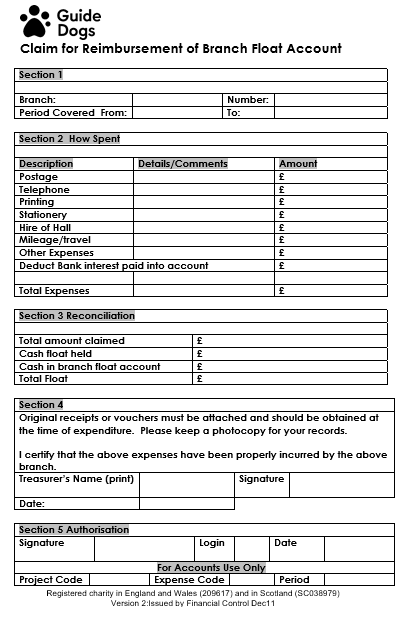 Guide
Dogs
Claim for Reimbursement of Branch Float Account
Section 1
Branch: Number:
Period Covered From: To:
Section 2 How Spent
Description Details/Comments Amount
Postage £
Telephone £
Printing £
Stationery £
Hire of Hall £
Mileage/travel £
Other Expenses £
Deduct Bank interest paid into account £
Total Expenses £
Section 3 Reconciliation
Total amount claimed £
Cash float held £
Cash in branch float account £
Total Float £
Section 4
Original receipts or vouchers must be attached and should be obtained at
the time of expenditure. Please keep a photocopy for your records.
I certify that the above expenses have been properly incurred by the above
branch.
Treasurer's Name (print) Signature
Date:
Section 5 Authorisation
Signature Login Date
For Accounts Use Only
Project Code Expense Code Period
Registered charity in England and Wales (209617) and in Scotland (SC038979)
Version 2:Issued by Financial Control Dec11